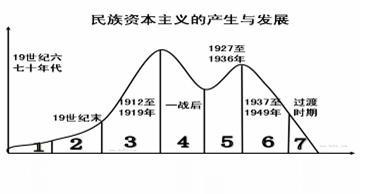 民族资本主义的产生与发展
19世纪六
七十年代
19世纪末
1912至
1919年
一战后
1927至
1936年
1937至
1949年
过渡
时期
1 2 3 4 5 6 7